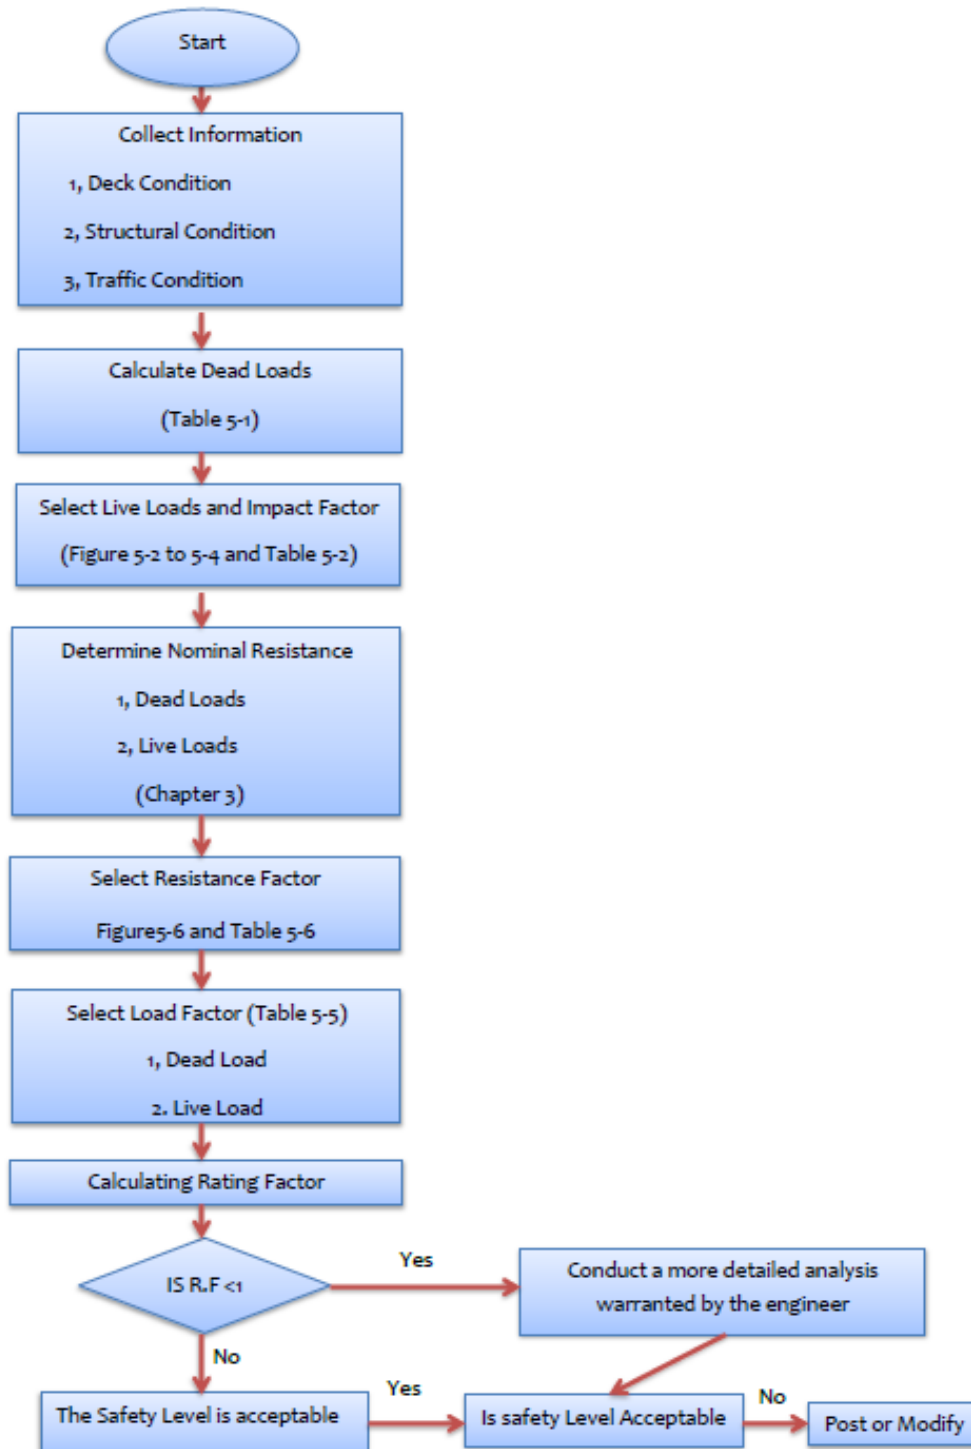 Start
Collect Information
1, Deck Condition
2, Structural Condition
3, Traffic Condition
Calculate Dead Loads
(Table 5-1)
Select Live Loads and Impact Factor
(Figure 5-2 to 5-4 and Table 5-2)
Determine Nominal Resistance
1, Dead Loads
2, Live Loads
(Chapter 3)
Select Resistance Factor
Figure5-6 and Table 5-6
Select Load Factor (Table 5-5)
1, Dead Load
2. Live Load
Calculating Rating Factor
IS R.F <1
Yes
Conduct a more detailed analysis
warranted by the engineer
No
The Safety Level is acceptable
Yes
Is safety Level Acceptable
No
Post or Modify